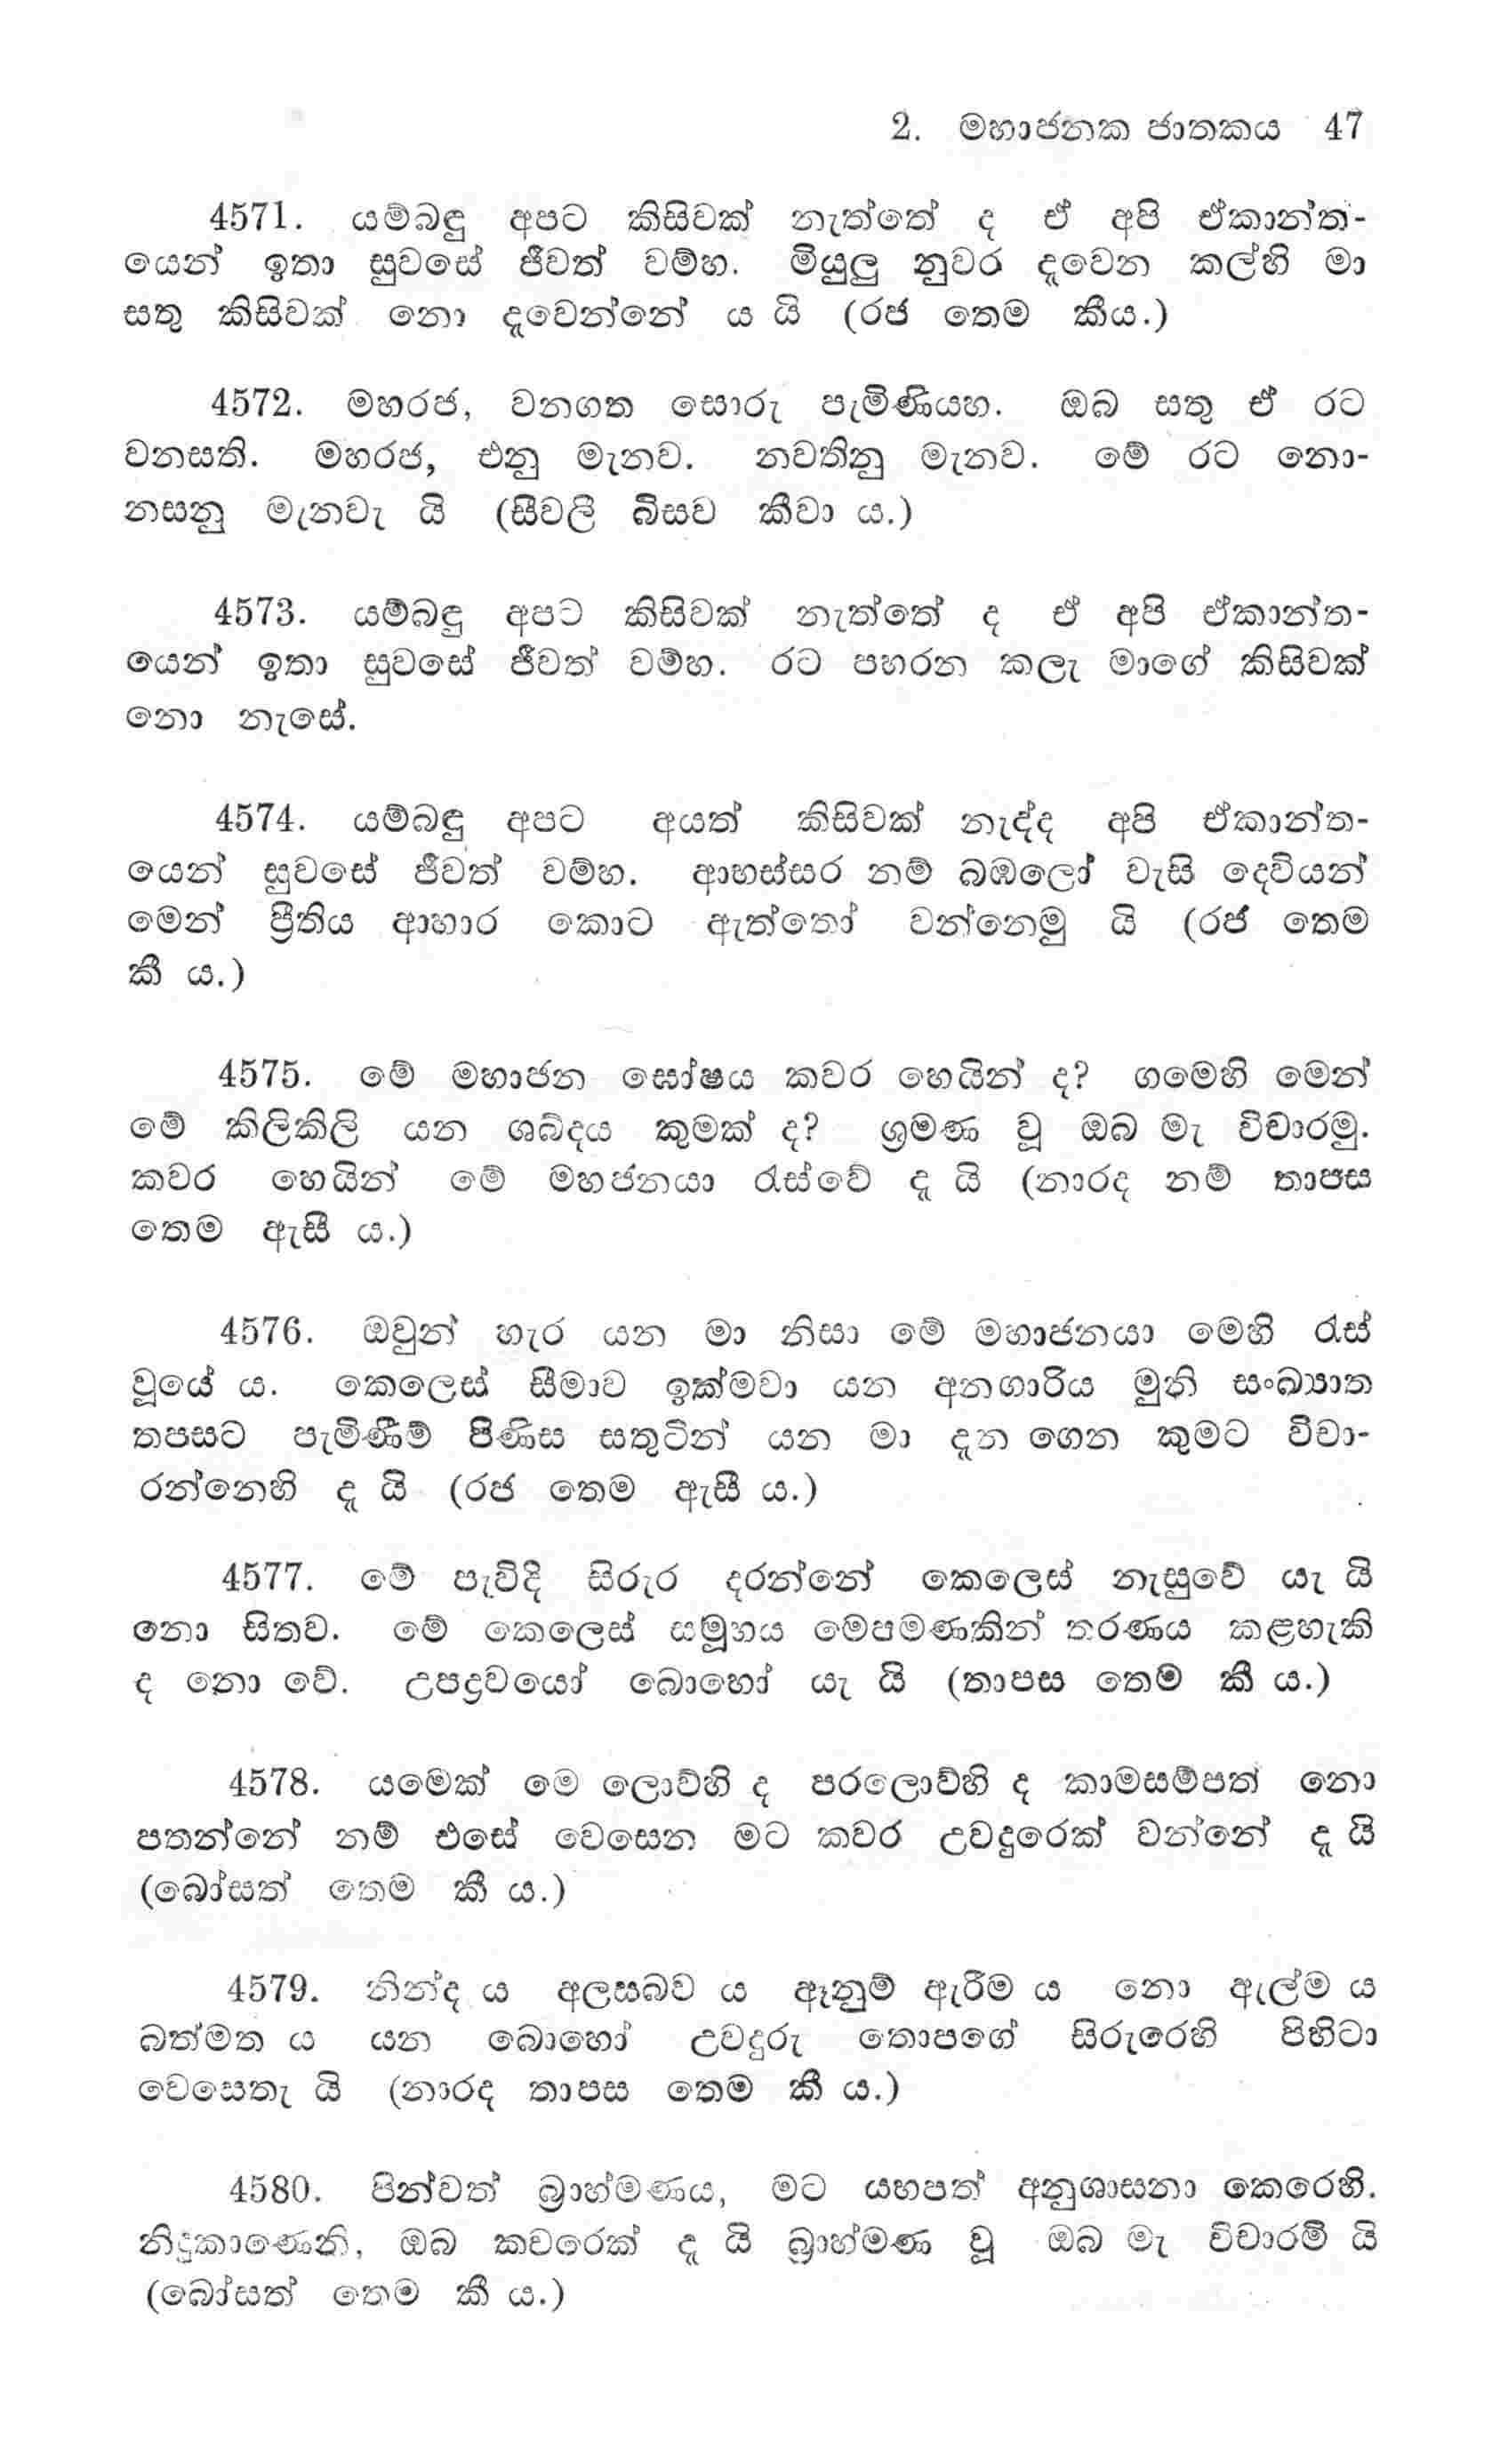 2. මහාජනක ජාතකය 47
4571. යම්බඳු අපට කිසිවක් නැත්තේ ද ඒ අපි ඒකාන්ත-
යෙන් ඉතා සුවසේ ජීවත් වම්හ. මියුලු නුවර දැවෙන කල්හි මා
සතු කිසිවක් නො දැවෙන්නේ ය යි (රජ තෙම කීය.)
4572. මහරජ, වනගත සොරු පැමිණියහ. ඔබ සතු ඒ රට
වනසති. මහරජ, එනු මැනව. නවතිනු මැනව. මේ රට නො-
නසනු මැනවැ යි (සීවලී බිසව කීවා ය.)
4573. යම්බඳු අපට කිසිවක් නැත්තේ ද ඒ අපි ඒකාන්ත-
යෙන් ඉතා සුවසේ ජීවත් වම්හ. රට පහරන කලැ මාගේ කිසිවක්
නො නැසේ.
4574. යම්බඳු අපට අයත් කිසිවක් නැද්ද අපි ඒකාන්ත-
යෙන් සුවසේ ජීවත් වම්හ. ආභස්සර නම් බඹලෝ වැසි දෙවියන්
මෙන් ප්‍රීතිය ආහාර කොට ඇත්තෝ වන්නෙමු යි (රජ තෙම
කී ය.)
4575. මේ මහාජන ඝෝෂය කවර හෙයින් ද? ගමෙහි මෙන්
මේ කිලිකිලි යන ශබ්දය කුමක් ද? ශ්‍රමණ වූ ඔබ මැ විචාරමු.
කවර හෙයින් මේ මහජනයා රැස්වේ දැ යි (නාරද නම් තාපස
තෙම ඇසී ය.)
4576. ඔවුන් හැර යන මා නිසා මේ මහාජනයා මෙහි රැස්
වූයේ ය. කෙලෙස් සීමාව ඉක්මවා යන අනගාරිය මුනි සංඛ්‍යාත
තපසට පැමිණීම් පිණිස සතුටින් යන මා දැන ගෙන කුමට විචා-
රන්නෙහි දැ යි (රජ තෙම ඇසී ය.)
4577. මේ පැවිදි සිරුර දරන්නේ කෙලෙස් නැසුවේ යැ යි
නො සිතව. මේ කෙලෙස් සමූහය මෙපමණකින් තරණය කළහැකි
ද නො වේ. උපද්‍රවයෝ බොහෝ යැ යි (තාපස තෙම කී ය.)
4578. යමෙක් මෙ ලොව්හි ද පරලොව්හි ද කාමසම්පත් නො
පතන්නේ නම් එසේ වෙසෙන මට කවර උවදුරෙක් වන්නේ දැ යි
(බෝසත් තෙම කී ය.)
4579. නින්ද ය අලසබව ය ඈනුම් ඇරීම ය නො ඇල්ම ය
බත්මත ය යන බොහෝ උවදුරු තොපගේ සිරුරෙහි පිහිටා
වෙසෙතැ යි (නාරද තාපස තෙම කී ය.)
4580. පින්වත් බ්‍රාහ්මණය, මට යහපත් අනුශාසනා කෙරෙහි.
නිදුකාණෙනි, ඔබ කවරෙක් දැ යි බ්‍රාහ්මණ වූ ඔබ මැ විචාරමි යි
(බෝසත් තෙම කී ය.)